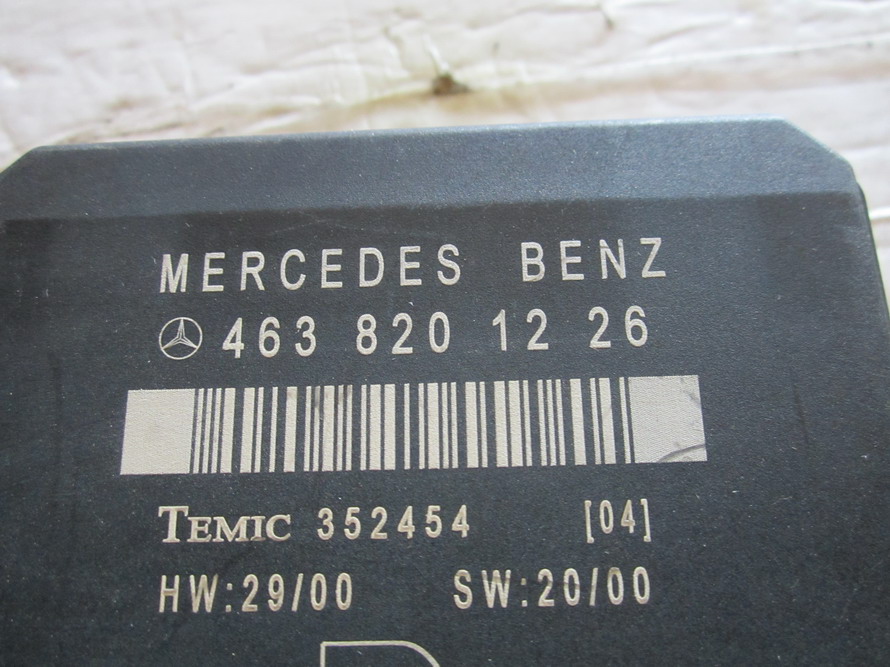 MERCEDES BENZ
463 820 12 26
TEMIC 352454 [04]
HW:29/00 SW:20/00